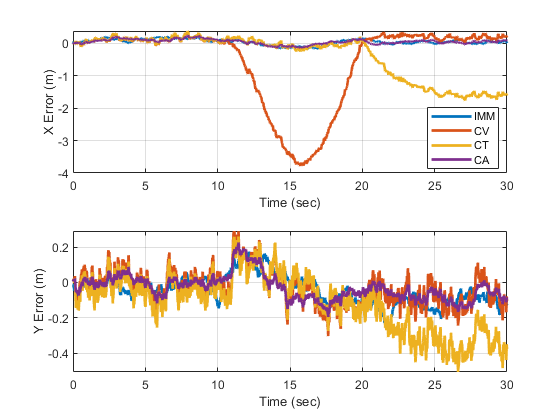 0
-1
-2
-3
-4
X Error (m)
0 5 10 15 20 25 30
Time (sec)
IMM
CV
CT
CA
0.2
0
-0.2
-0.4
Y Error (m)
0 5 10 15 20 25 30
Time (sec)